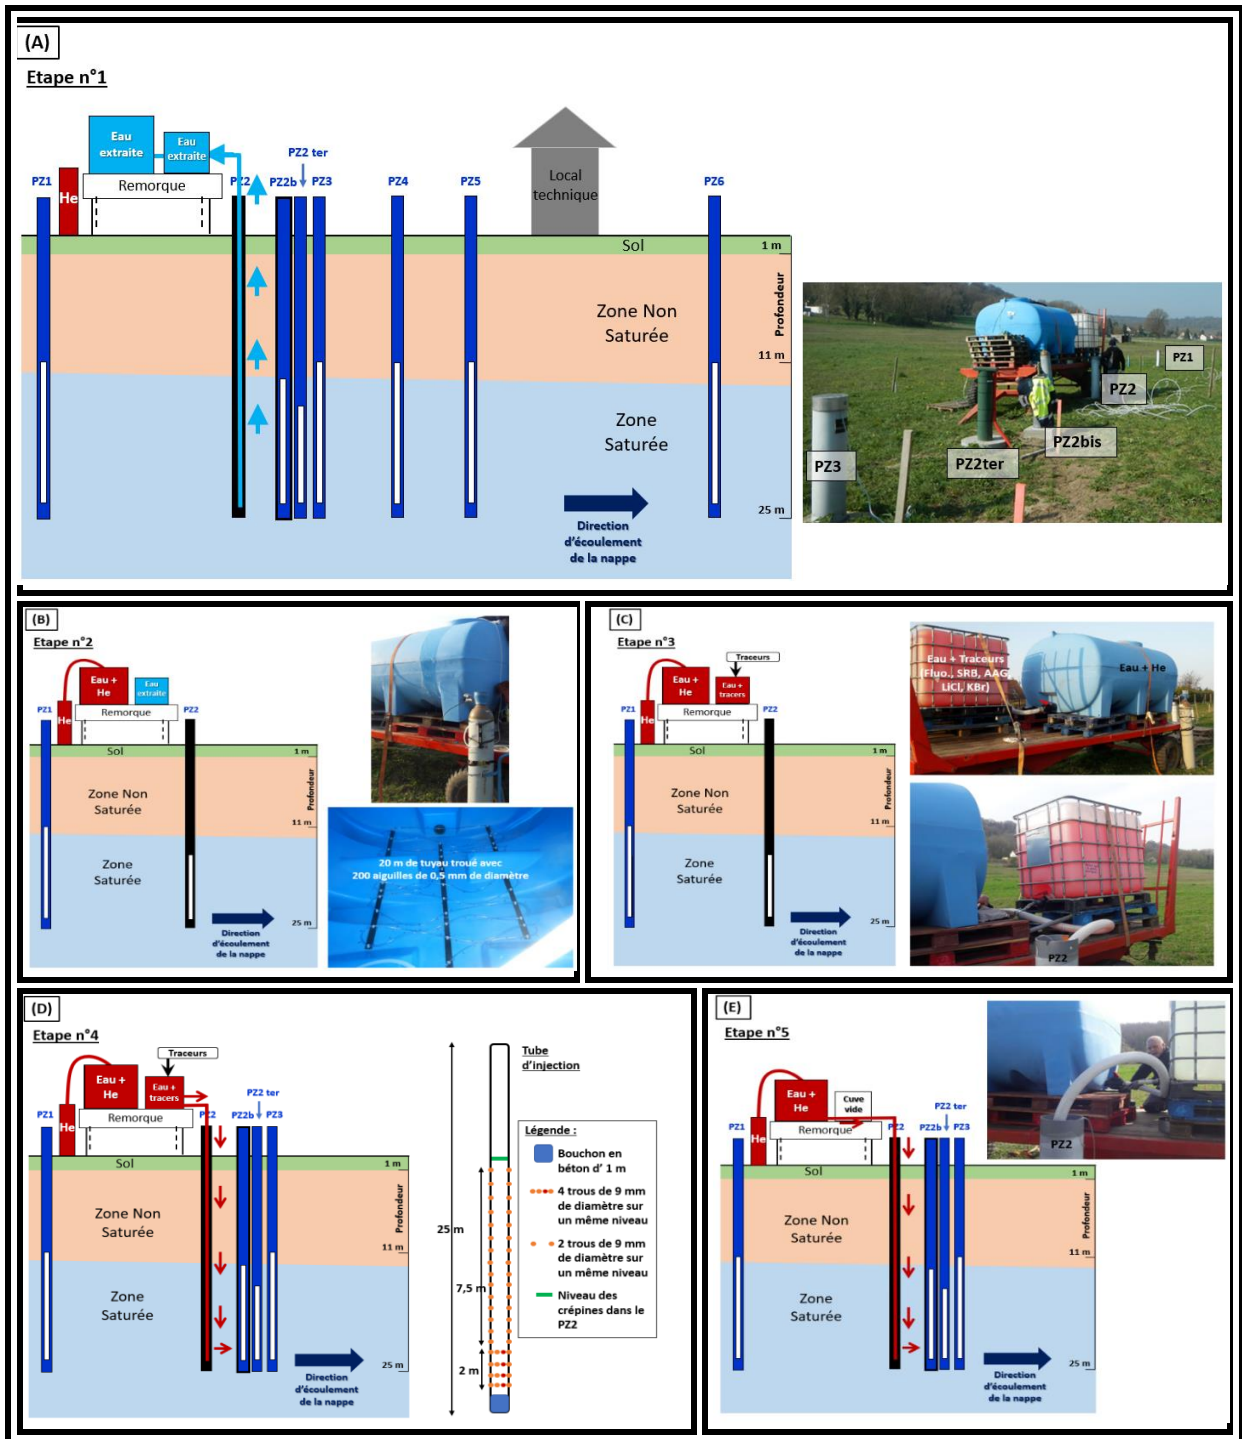 (A)
Etape n°1
Eau
extraite
Eau
extraite
PZ2 ter
PZ1
He
Remorque
PZ2
PZ2b
PZ3
PZ4
PZ5
Local
technique
PZ6
Sol
1 m
Zone Non
Saturée
Profondeur
11 m
Zone
Saturée
25 m
Direction
d'écoulement
de la nappe
PZ1
PZ2
PZ2bis
PZ2ter
PZ3
(B)
Etape n°2
Eau +
He
Eau
extraite
PZ1
He
Remorque
PZ2
Sol
1 m
Zone Non
Saturée
Profondeur
11 m
Zone
Saturée
25 m
Direction
d'écoulement
de la nappe
20 m de tuyau troué avec
200 aiguilles de 0,5 mm de diamètre
(C)
Etape n°3
Traceurs
Eau +
He
Eau +
tracers
PZ1
He
Remorque
PZ2
Sol
1 m
Zone Non
Saturée
Profondeur
11 m
Zone
Saturée
25 m
Direction
d'écoulement
de la nappe
Eau + Traceurs
(Fluo., SRB, AAG,
LiCl, KBr)
Eau + He
PZ2
(D)
Etape n°4
Traceurs
Eau +
He
Eau +
tracers
PZ2 ter
PZ1
He
Remorque
PZ2
PZ2b
PZ3
Sol
1 m
Zone Non
Saturée
Profondeur
11 m
Zone
Saturée
25 m
Direction
d'écoulement
de la nappe
Tube
d'injection
25 m
7,5 m
2 m
Légende :
Bouchon en
béton d' 1 m
4 trous de 9 mm
de diamètre sur
un même niveau
2 trous de 9 mm
de diamètre sur
un même niveau
Niveau des
crépines dans le
PZ2
(E)
Etape n°5
Eau +
He
Cuve
vide
PZ2 ter
PZ1
He
Remorque
PZ2
PZ2b
PZ3
Sol
1 m
Zone Non
Saturée
Profondeur
11 m
Zone
Saturée
25 m
Direction
d'écoulement
de la nappe
PZ2